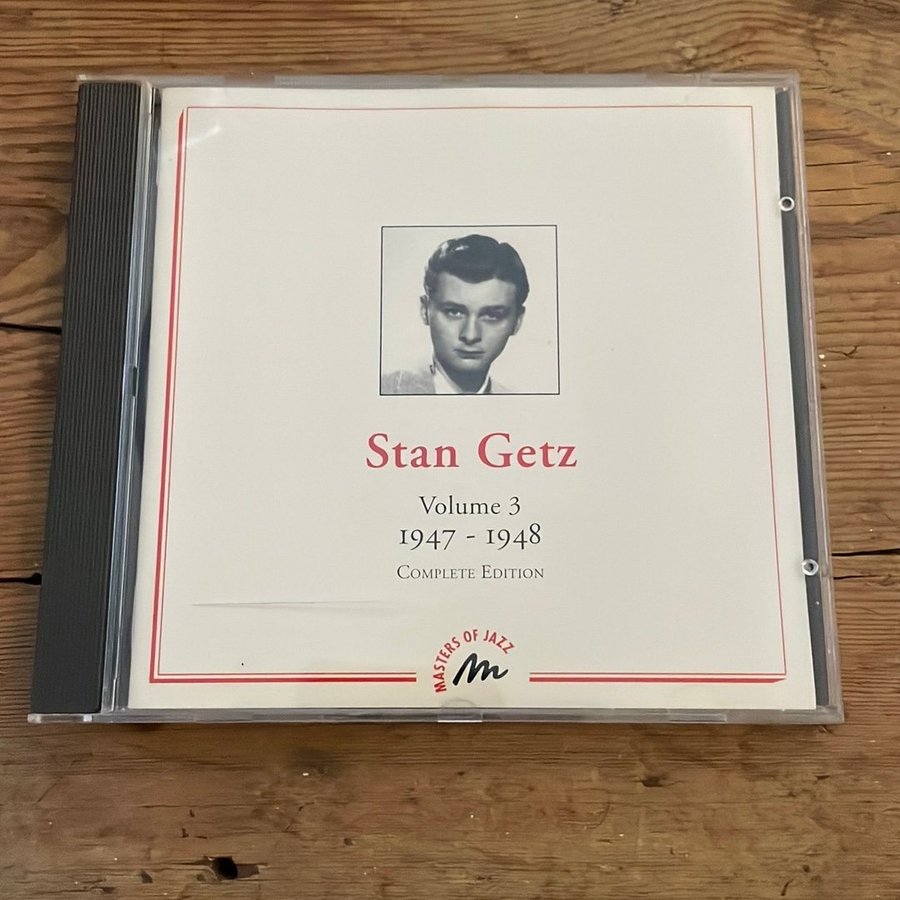 Stan Getz
Volume 3
1947 - 1948
Complete Edition
MASTERS OF JAZZ
M